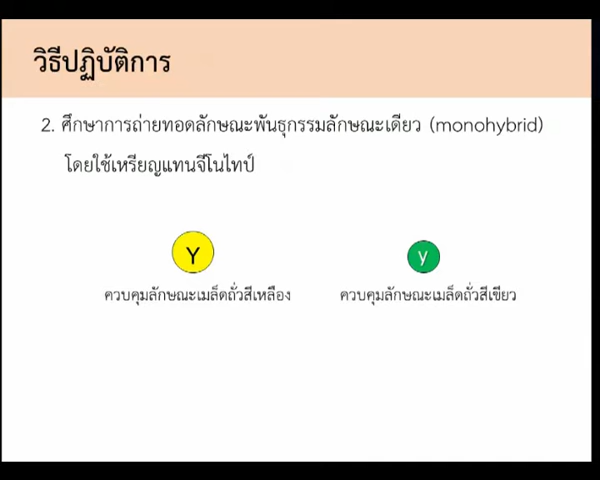 วิธีปฏิบัติการ
2. ศึกษาการถ่ายทอดลักษณะพันธุกรรมลักษณะเดียว (monohybrid)
โดยใช้เหรียญแทนจีโนไทป์
Y y
ควบคุมลักษณะเมล็ดถั่วสีเหลือง ควบคุมลักษณะเมล็ดถั่วสีเขียว